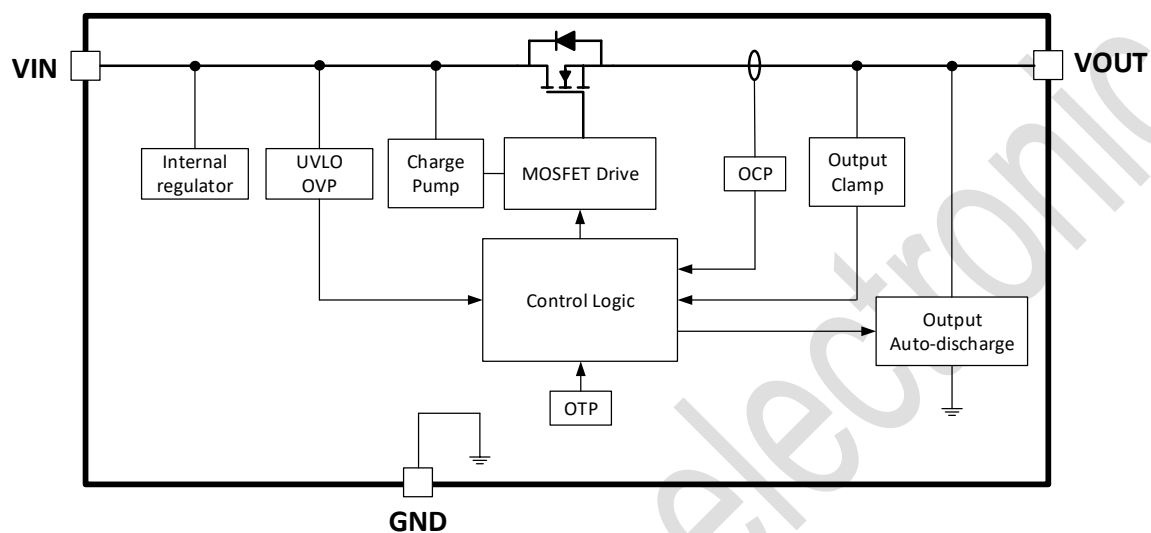 VIN
VOUT
Internal
regulator
UVLO
OVP
Charge
Pump
MOSFET Drive
OCP
Output
Clamp
Control Logic
Output
Auto-discharge
OTP
GND
electronic